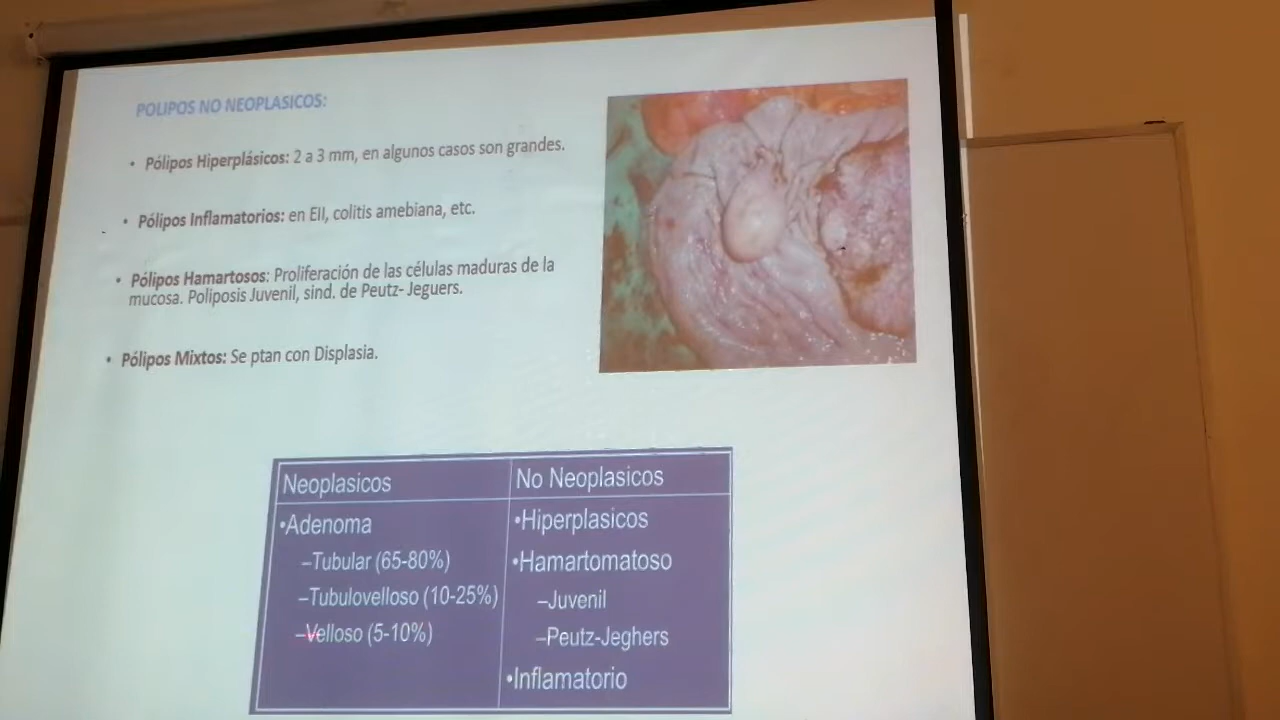 POLIPOS NO NEOPLASICOS:
• Pólipos Hiperplásicos: 2 a 3 mm, en algunos casos son grandes.
• Pólipos Inflamatorios: en EII, colitis amebiana, etc.
• Pólipos Hamartosos: Proliferación de las células maduras de la
mucosa. Poliposis Juvenil, sind. de Peutz- Jeguers.
• Pólipos Mixtos: Se ptan con Displasia.
Neoplasicos
•Adenoma
–Tubular (65-80%)
–Tubulovelloso (10-25%)
–Velloso (5-10%)
No Neoplasicos
•Hiperplasicos
•Hamartomatoso
–Juvenil
–Peutz-Jeghers
•Inflamatorio